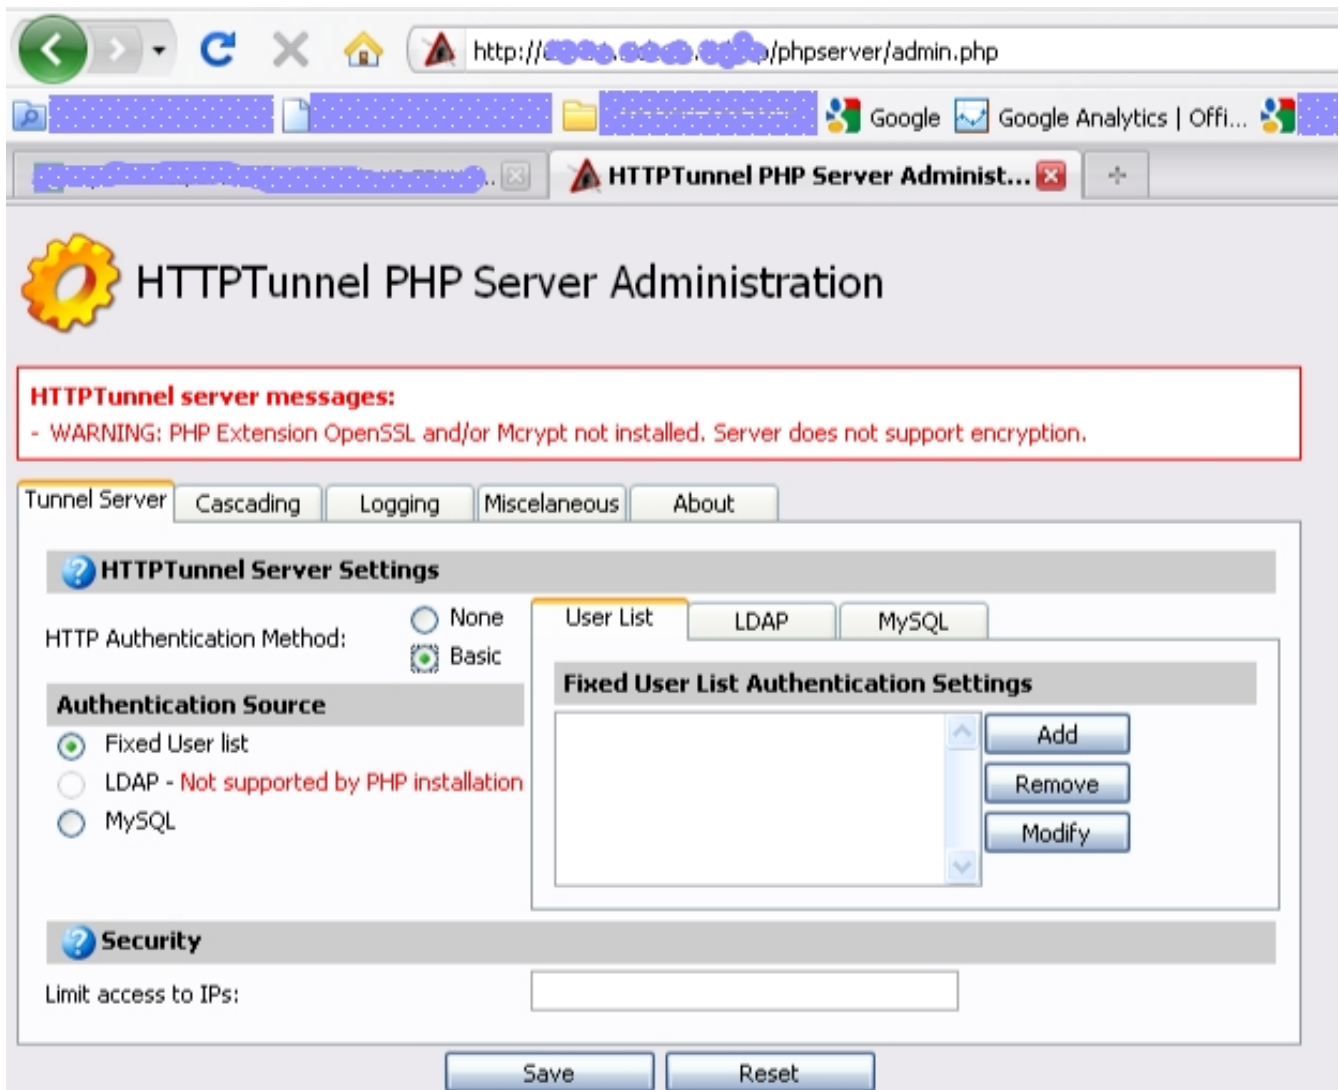 http:// /phpserver/admin.php
Google Google Analytics | Offi...
HTTPTunnel PHP Server Administ...
HTTPTunnel PHP Server Administration
HTTPTunnel server messages:
- WARNING: PHP Extension OpenSSL and/or Mcrypt not installed. Server does not support encryption.
Tunnel Server Cascading Logging Miscelaneous About
HTTPTunnel Server Settings
HTTP Authentication Method:
None
Basic
Authentication Source
Fixed User list
LDAP - Not supported by PHP installation
MySQL
User List LDAP MySQL
Fixed User List Authentication Settings
Add
Remove
Modify
Security
Limit access to IPs:
Save Reset